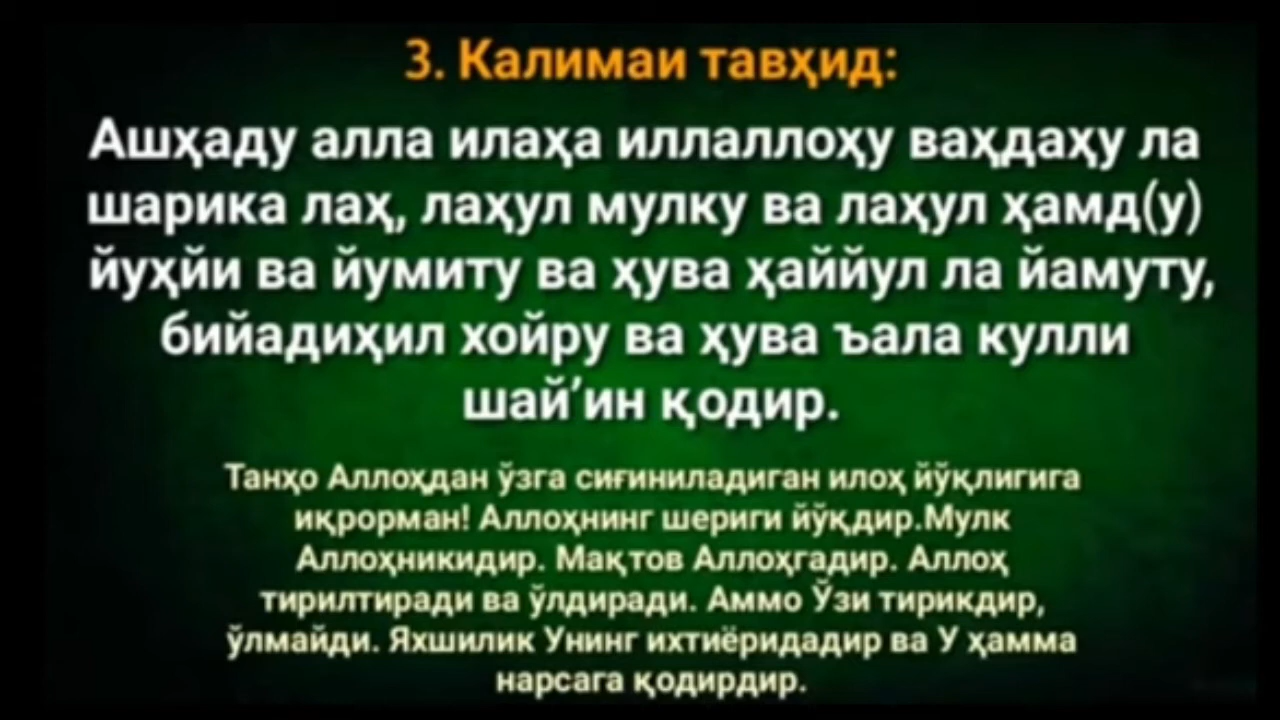 3. Калимаи тавҳид:
Ашҳаду алла илаҳа иллаллоҳу ваҳдаҳу ла
шарика лаҳ, лаҳул мулку ва лаҳул ҳамд(у)
йуҳйи ва йумиту ва ҳува ҳаййул ла йамуту,
бийадиҳил хойру ва ҳува ъала кулли
шай’ин қодир.
Танҳо Аллоҳдан ўзга сиғиниладиган илоҳ йўқлигига
иқрорман! Аллоҳнинг шериги йўқдир.Мулк
Аллоҳникидир. Мақтов Аллоҳгадир. Аллоҳ
тирилтиради ва ўлдиради. Аммо Ўзи тирикдир,
ўлмайди. Яхшилик Унинг ихтиёридадир ва У ҳамма
нарсага қодирдир.